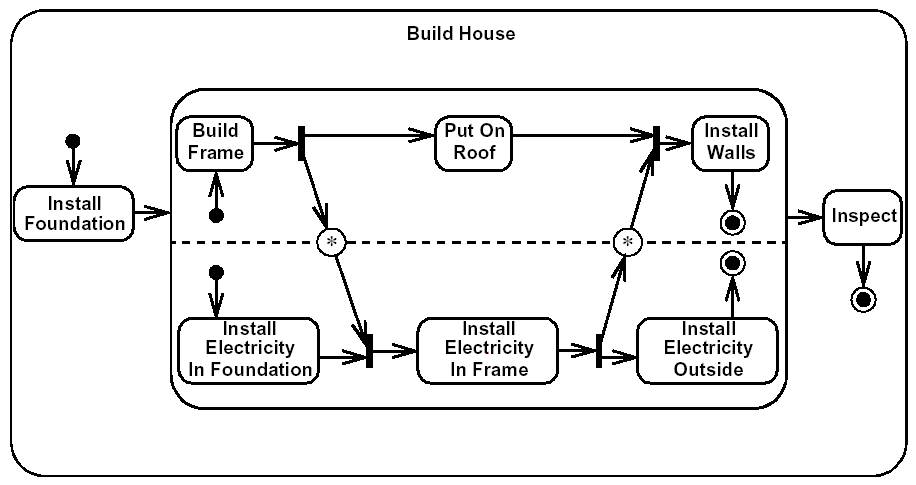 Build House
Build
Frame
Put On
Roof
Install
Walls
Install
Foundation
Inspect
*
*
Install
Electricity
In Foundation
Install
Electricity
In Frame
Install
Electricity
Outside